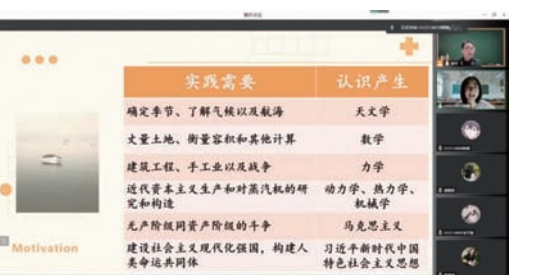 实践需要 认识产生
确定季节、了解气候以及航海 天文学
丈量土地、衡量容积和其他计算 数学
建筑工程、手工业以及战争 力学
近代资本主义生产和对蒸汽机的研 动力学、热力学、
究和构造 机械学
无产阶级同资产阶级的斗争 马克思主义
建设社会主义现代化强国，构建人 习近平新时代中国
类命运共同体 特色社会主义思想
Motivation